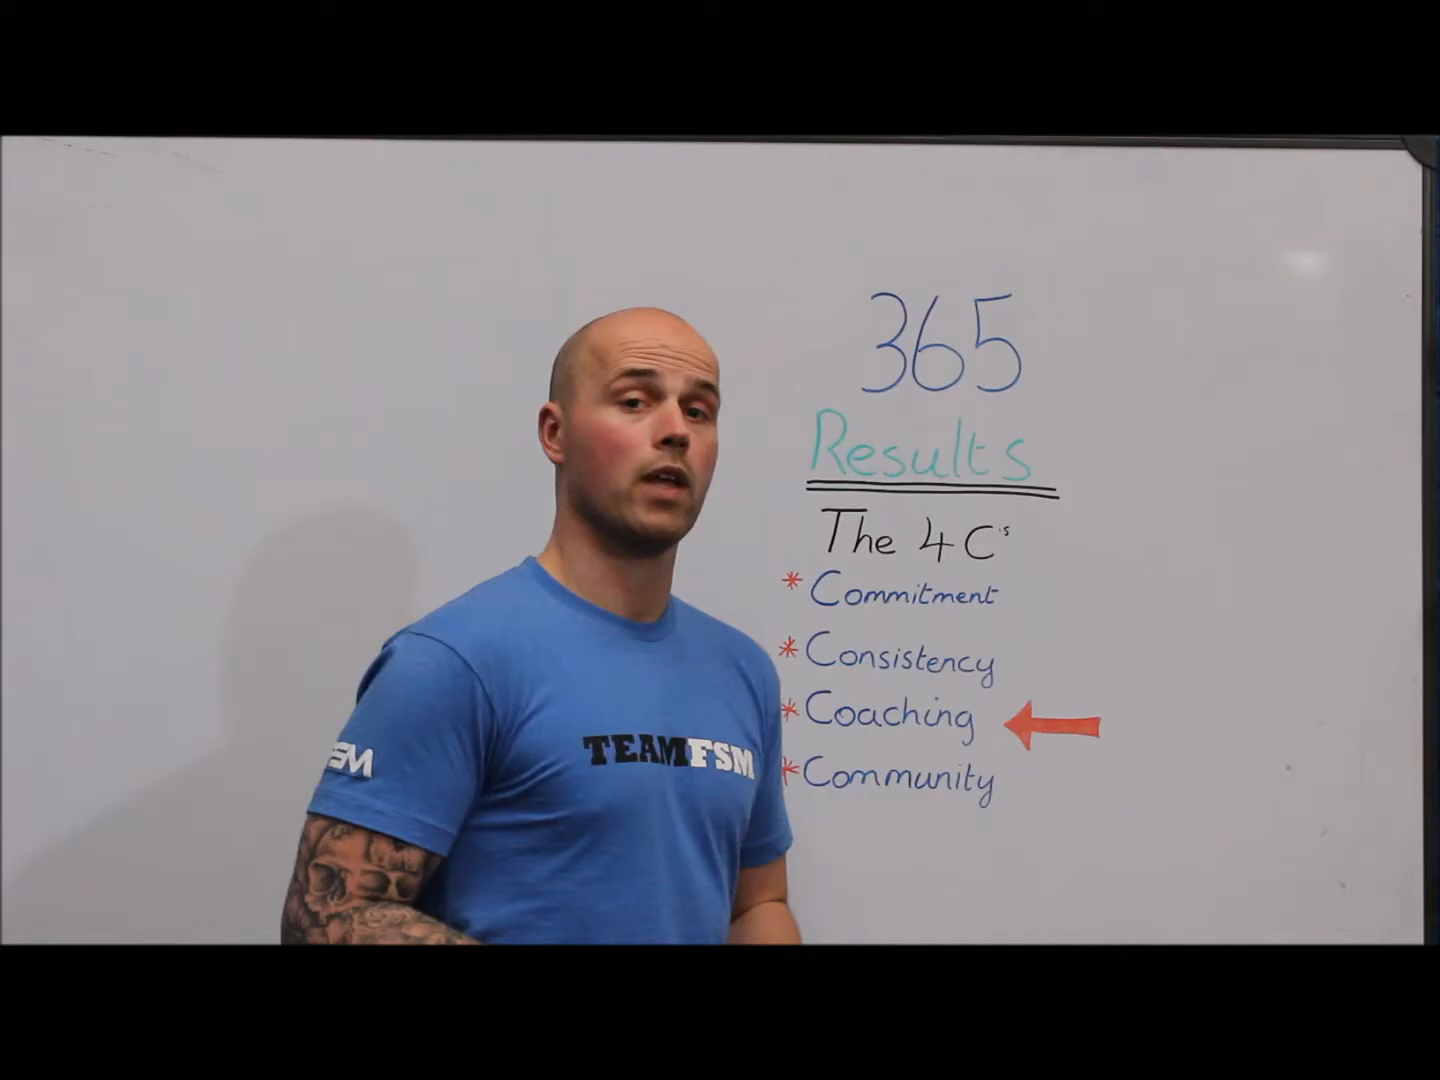 365
Results
The 4 C's
* Commitment
* Consistency
* Coaching
* Community
TEAMFSM
FSM